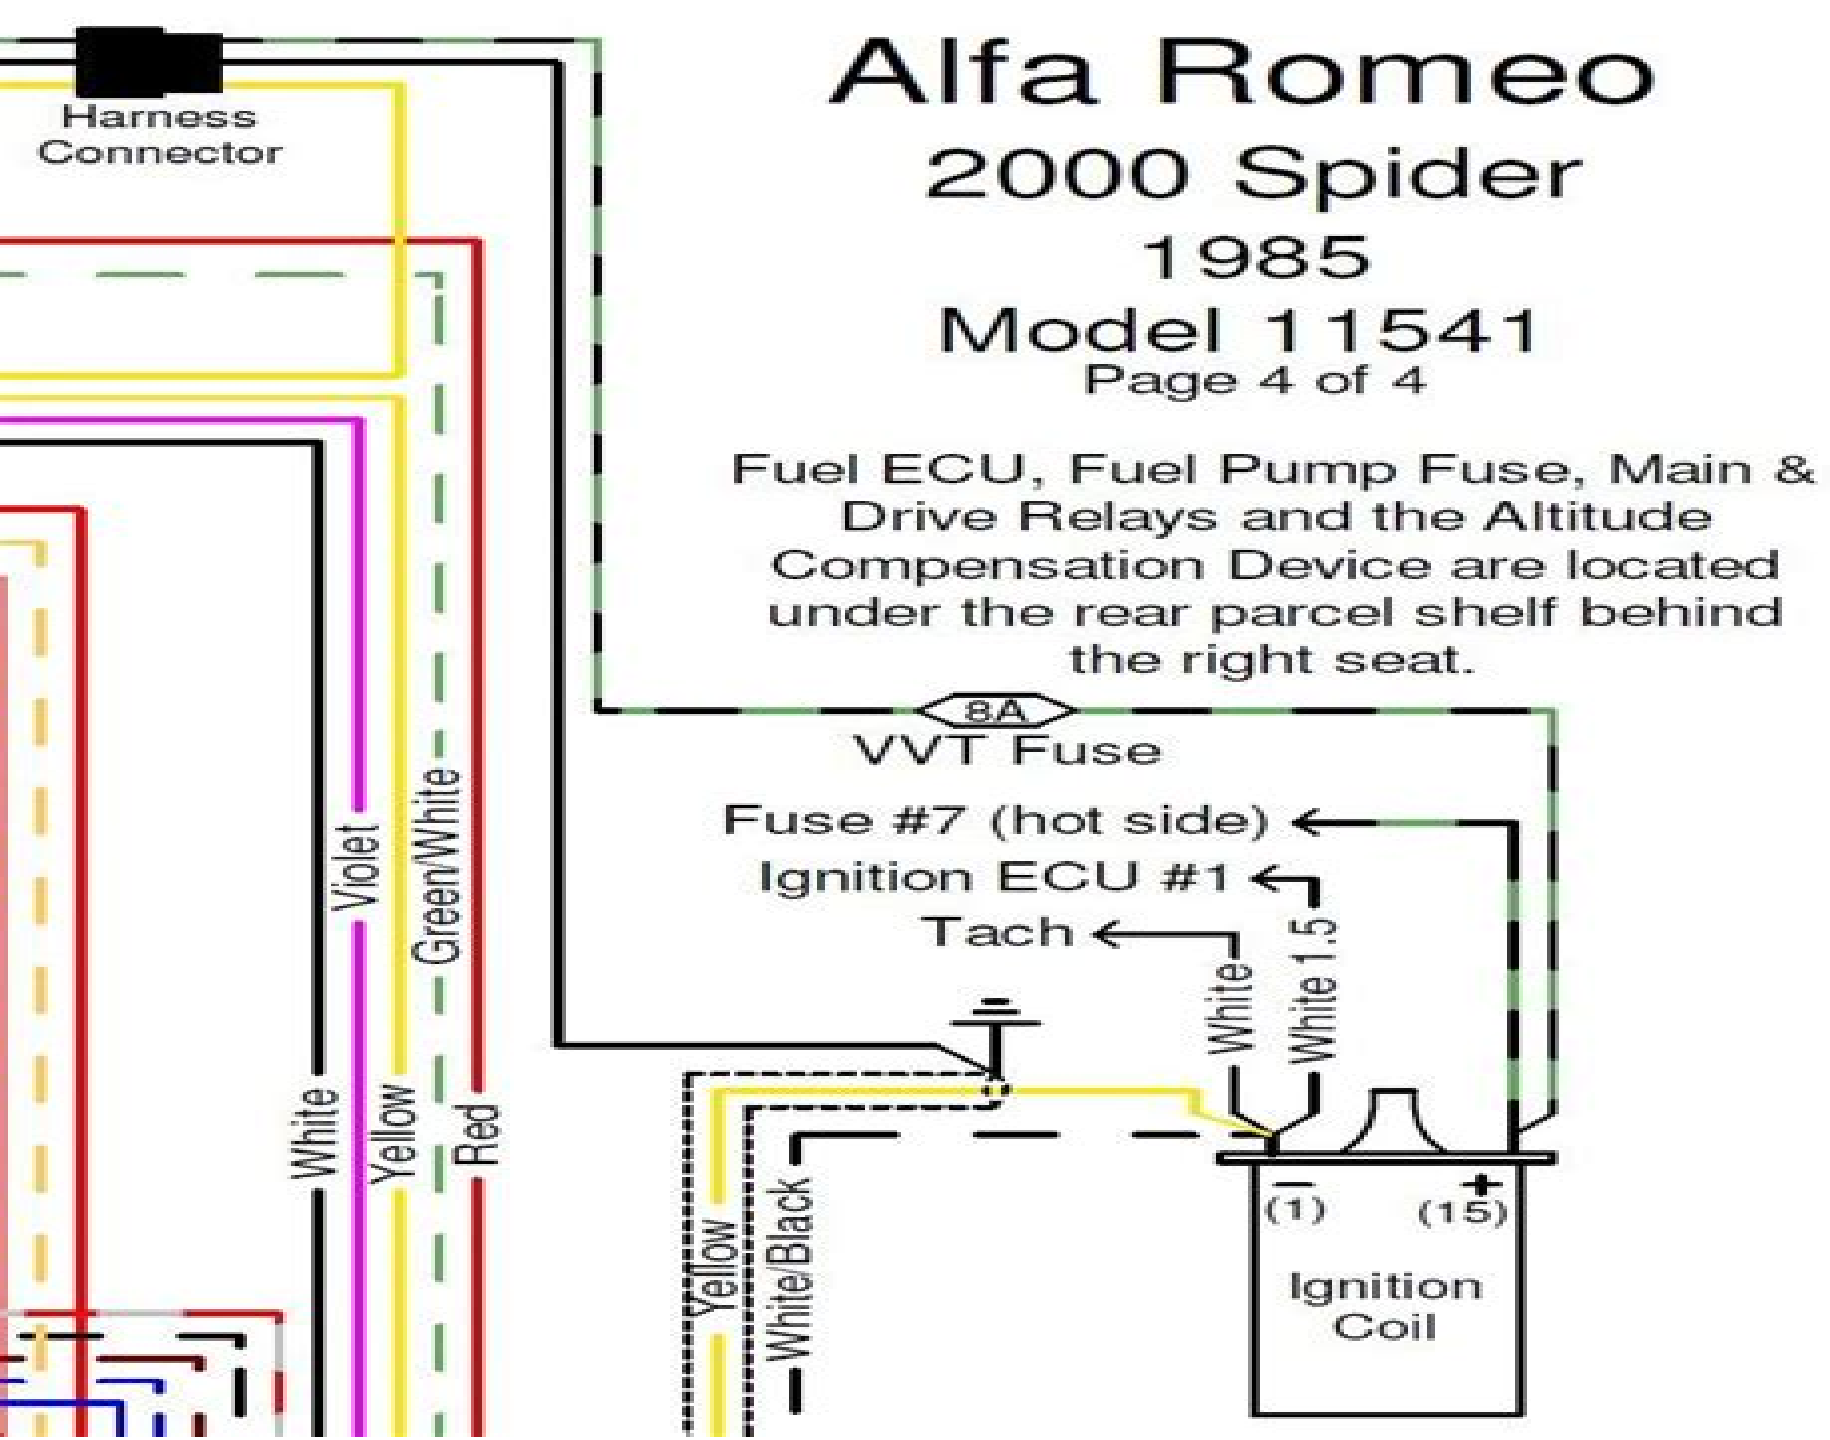 Alfa Romeo
2000 Spider
1985
Model 11541
Page 4 of 4
Harness
Connector
Fuel ECU, Fuel Pump Fuse, Main &
Drive Relays and the Altitude
Compensation Device are located
under the rear parcel shelf behind
the right seat.
8A
VVT Fuse
Fuse #7 (hot side)
Ignition ECU #1
Tach
White
White 1.5
Violet
Green/White
White
Yellow
Red
Yellow
White/Black
− +
(1) (15)
Ignition
Coil